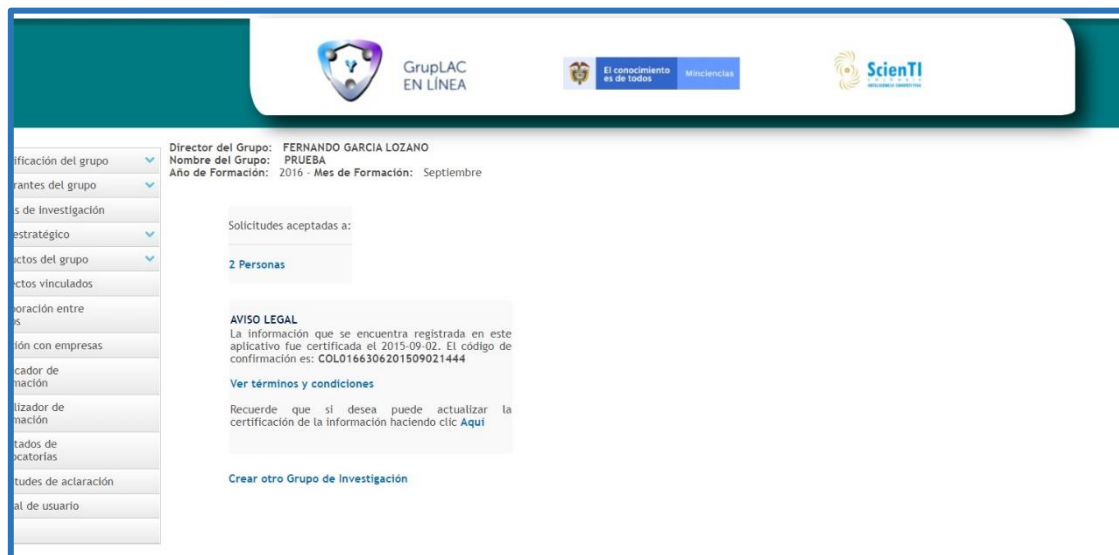 GrupLAC
EN LÍNEA
El conocimiento
es de todos
Minciencias
ScienTI
COLOMBIA
Director del Grupo: FERNANDO GARCIA LOZANO
Nombre del Grupo: PRUEBA
Año de Formación: 2016 - Mes de Formación: Septiembre
ificación del grupo
rantes del grupo
s de investigación
estratégico
uctos del grupo
ectos vinculados
oración entre
os
ión con empresas
cador de
mación
lizador de
mación
tados de
ocatorias
tudes de aclaración
al de usuario
Solicitudes aceptadas a:
2 Personas
AVISO LEGAL
La información que se encuentra registrada en este
aplicativo fue certificada el 2015-09-02. El código de
confirmación es: COL0166306201509021444
Ver términos y condiciones
Recuerde que si desea puede actualizar la
certificación de la información haciendo clic Aquí
Crear otro Grupo de Investigación